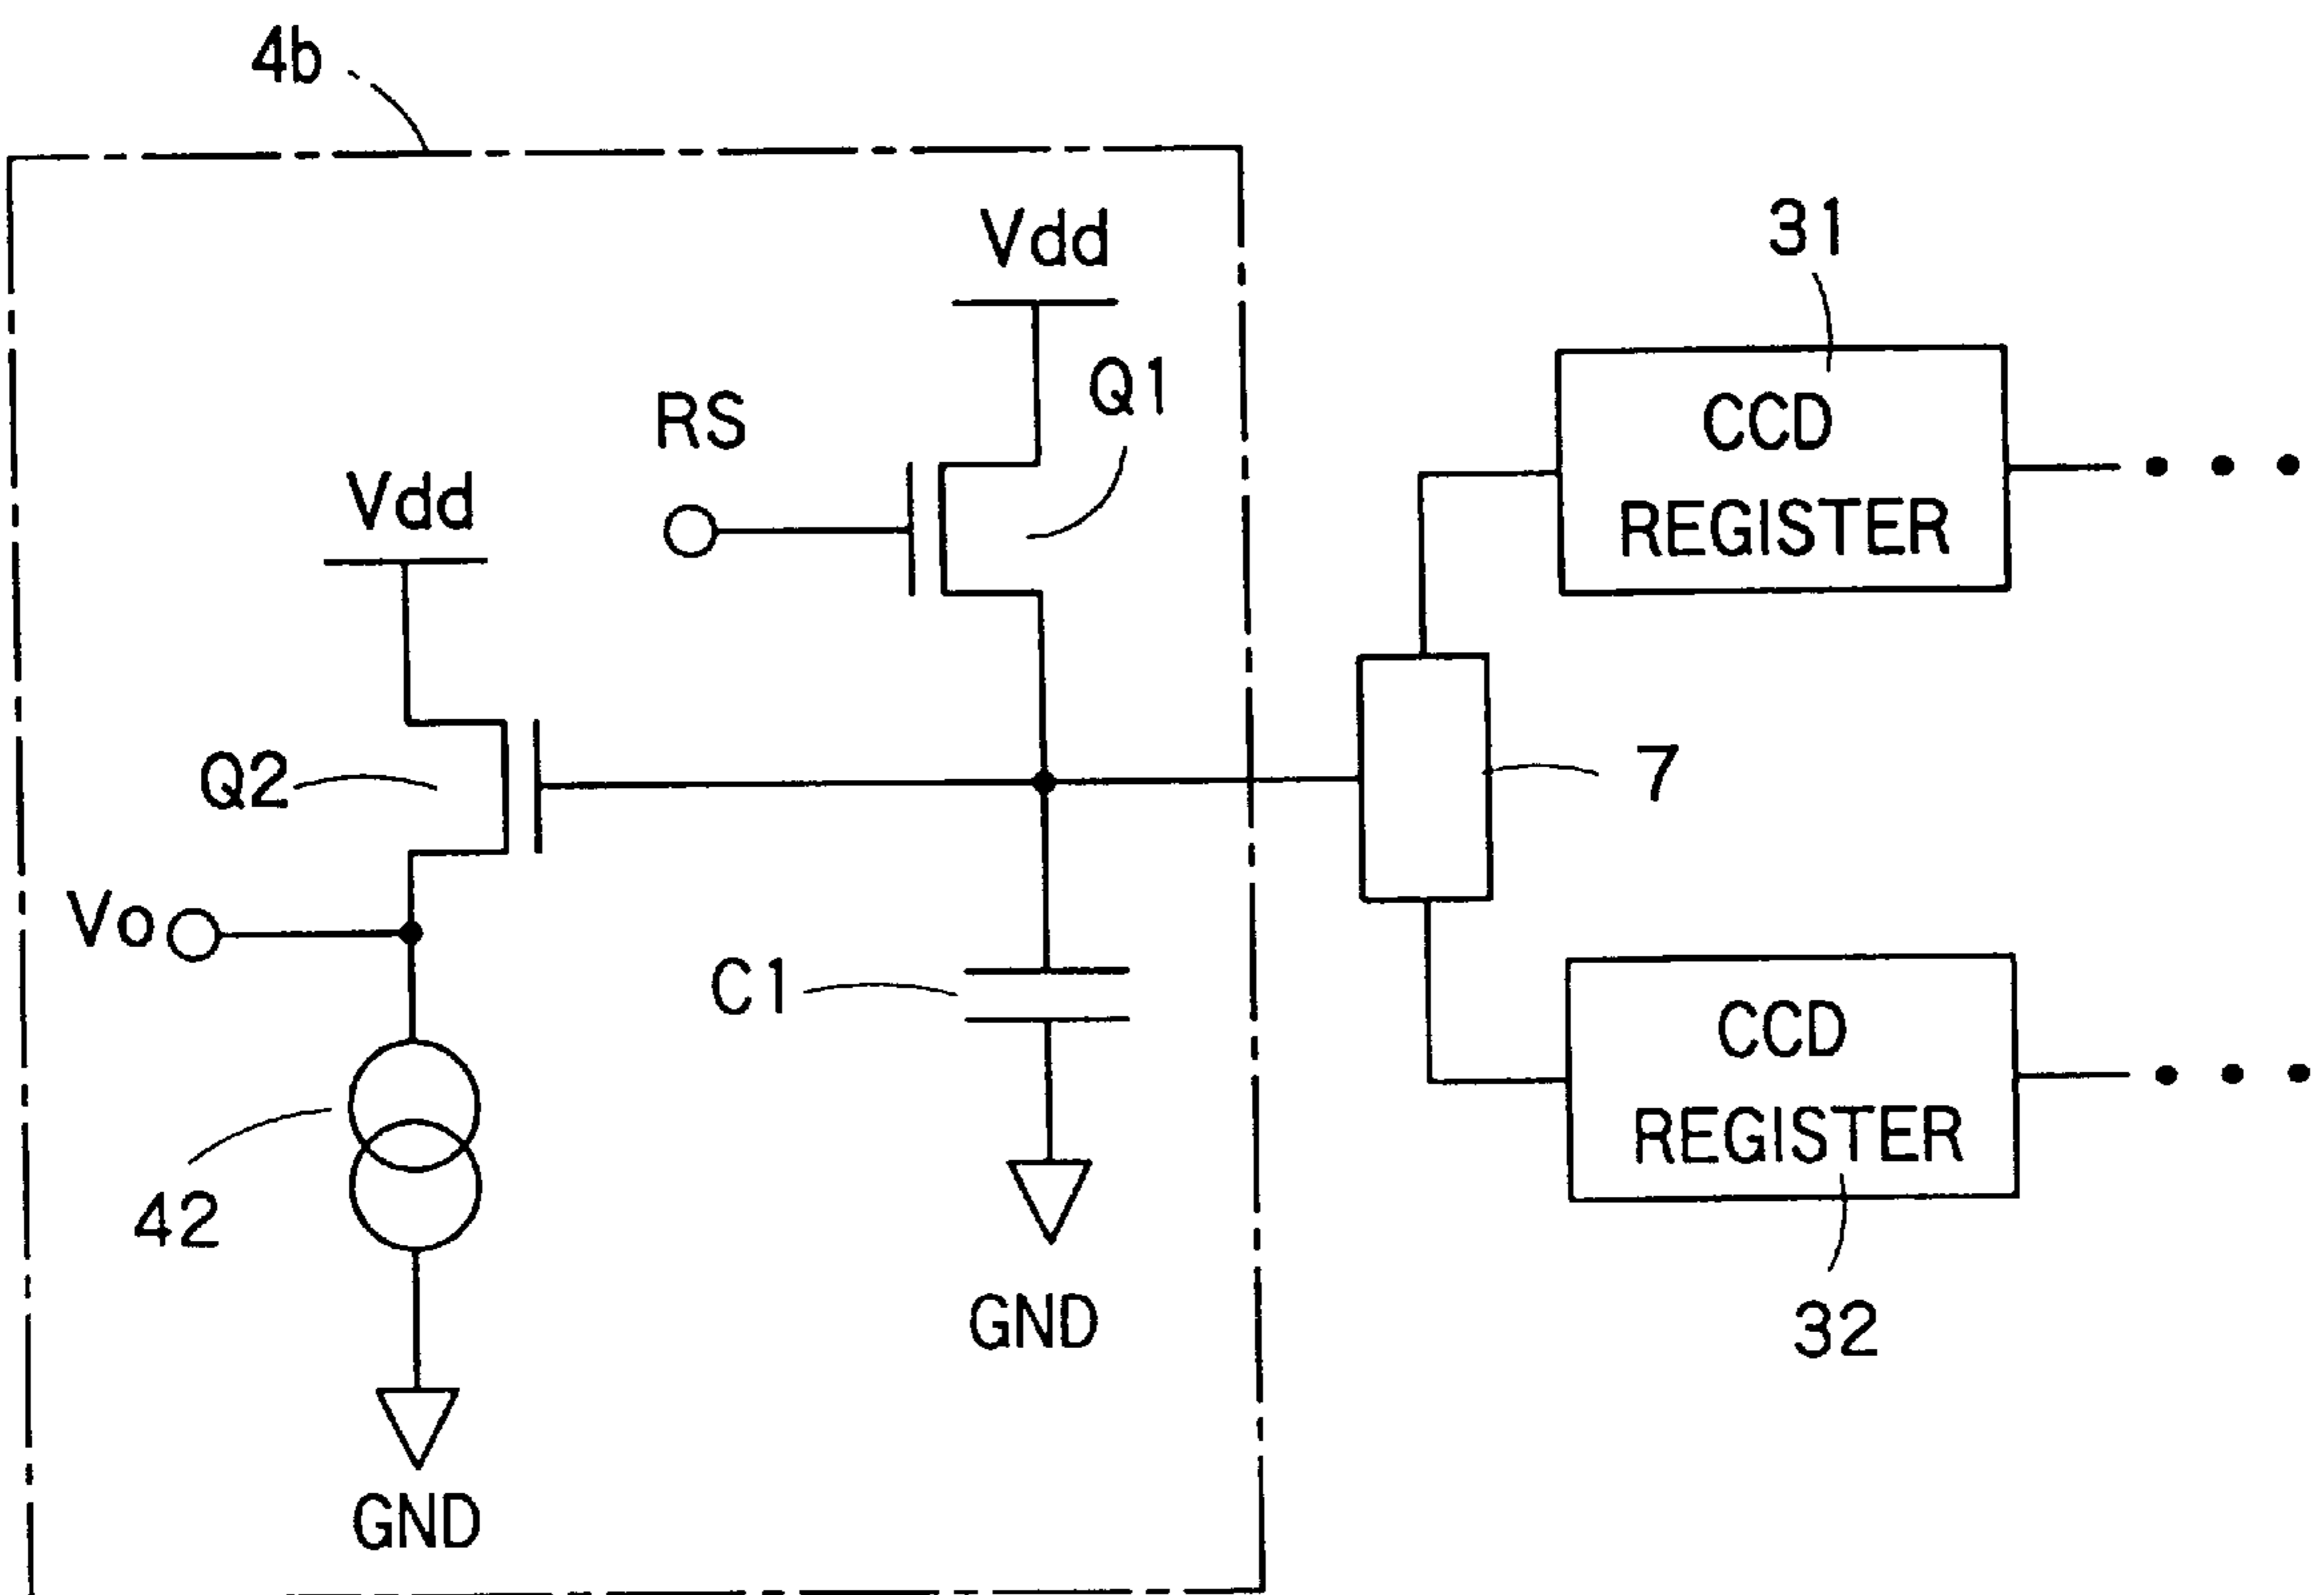 4b
Vdd
31
Q1
RS
CCD
REGISTER
Vdd
Q2
7
Vo
C1
CCD
REGISTER
42
GND
32
GND